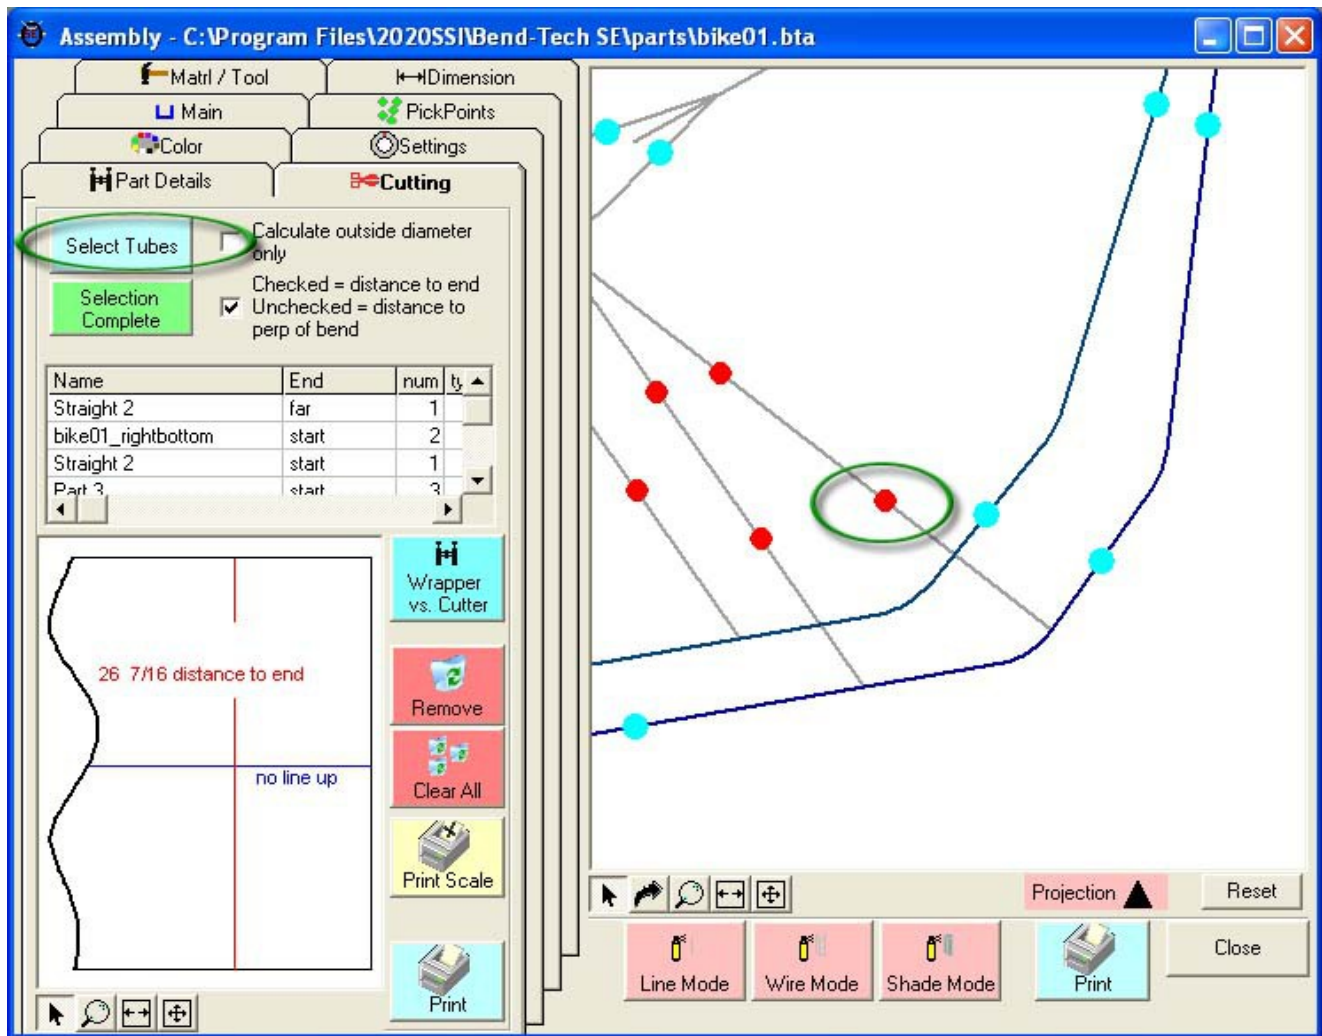 Assembly - C:\Program Files\2020SSI\Bend-Tech SE\parts\bike01.bta
Matrl / Tool
Dimension
Main
PickPoints
Color
Settings
Part Details
Cutting
Select Tubes
Calculate outside diameter
only
Selection
Complete
Checked = distance to end
Unchecked = distance to
perp of bend
Name End num ty
Straight 2 far 1
bike01_rightbottom start 2
Straight 2 start 1
Part 3 start 3
26 7/16 distance to end
no line up
Wrapper
vs. Cutter
Remove
Clear All
Print Scale
Print
Projection
Reset
Line Mode
Wire Mode
Shade Mode
Print
Close